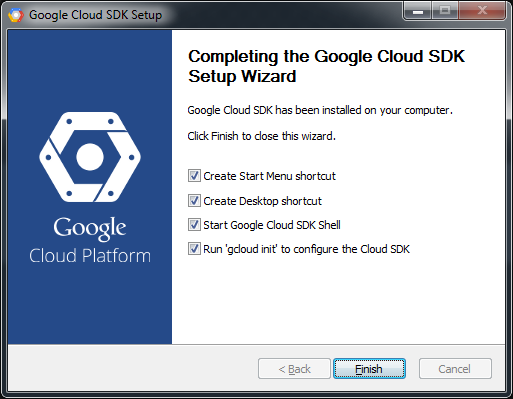 Google Cloud SDK Setup
Completing the Google Cloud SDK
Setup Wizard
Google Cloud SDK has been installed on your computer.
Click Finish to close this wizard.
Create Start Menu shortcut
Create Desktop shortcut
Start Google Cloud SDK Shell
Run 'gcloud init' to configure the Cloud SDK
Google
Cloud Platform
< Back
Finish
Cancel